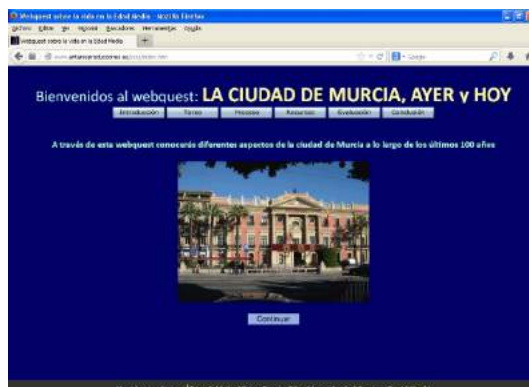 Webquest sobre la vida en la Edad Media - Mozilla Firefox
Archivo Editar Ver Historial Marcadores Herramientas Ayuda
Webquest sobre la vida en la Edad Media
Google
Bienvenidos al webquest: LA CIUDAD DE MURCIA, AYER y HOY
Introducción Tarea Proceso Recursos Evaluación Conclusión
A través de esta webquest conocerás diferentes aspectos de la ciudad de Murcia a lo largo de los últimos 100 años
Continuar